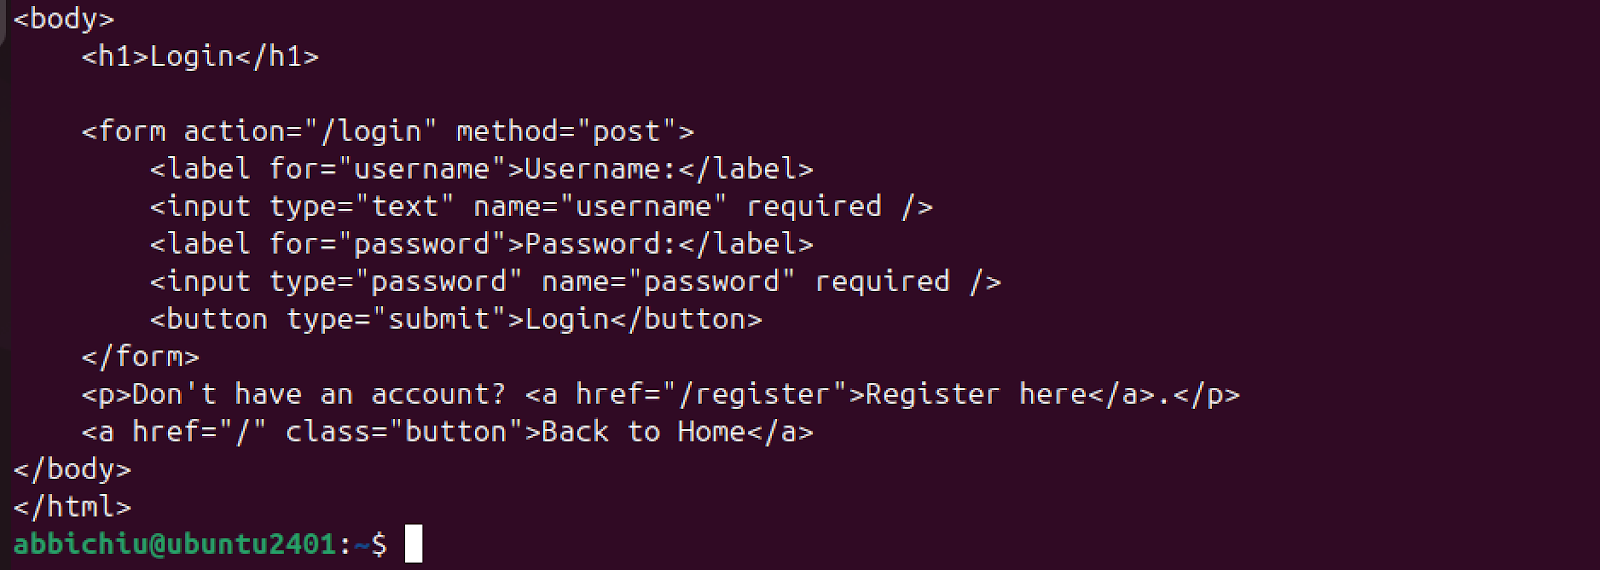 <body>
    <h1>Login</h1>

    <form action="/login" method="post">
        <label for="username">Username:</label>
        <input type="text" name="username" required />
        <label for="password">Password:</label>
        <input type="password" name="password" required />
        <button type="submit">Login</button>
    </form>
    <p>Don't have an account? <a href="/register">Register here</a>.</p>
    <a href="/" class="button">Back to Home</a>
</body>
</html>
abbichiu@ubuntu2401:~$